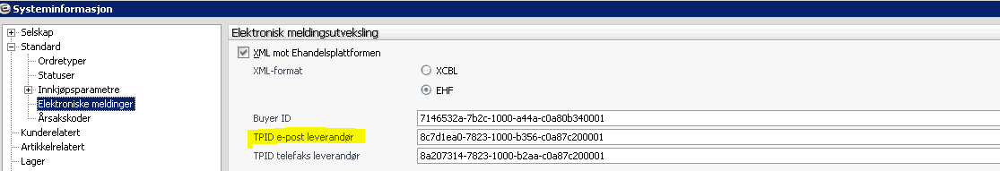 Systeminformasjon
Selskap
Standard
Ordretyper
Statuser
Innkjøpsparametre
Elektroniske meldinger
Årsakskoder
Kunderelatert
Artikkelrelatert
Lager
Elektronisk meldingsutveksling
XML mot Ehandelsplattformen
XML-format
XCBL
EHF
Buyer ID 7146532a-7b2c-1000-a44a-c0a80b340001
TPID e-post leverandør 8c7d1ea0-7823-1000-b356-c0a87c200001
TPID telefaks leverandør 8a207314-7823-1000-b2aa-c0a87c200001